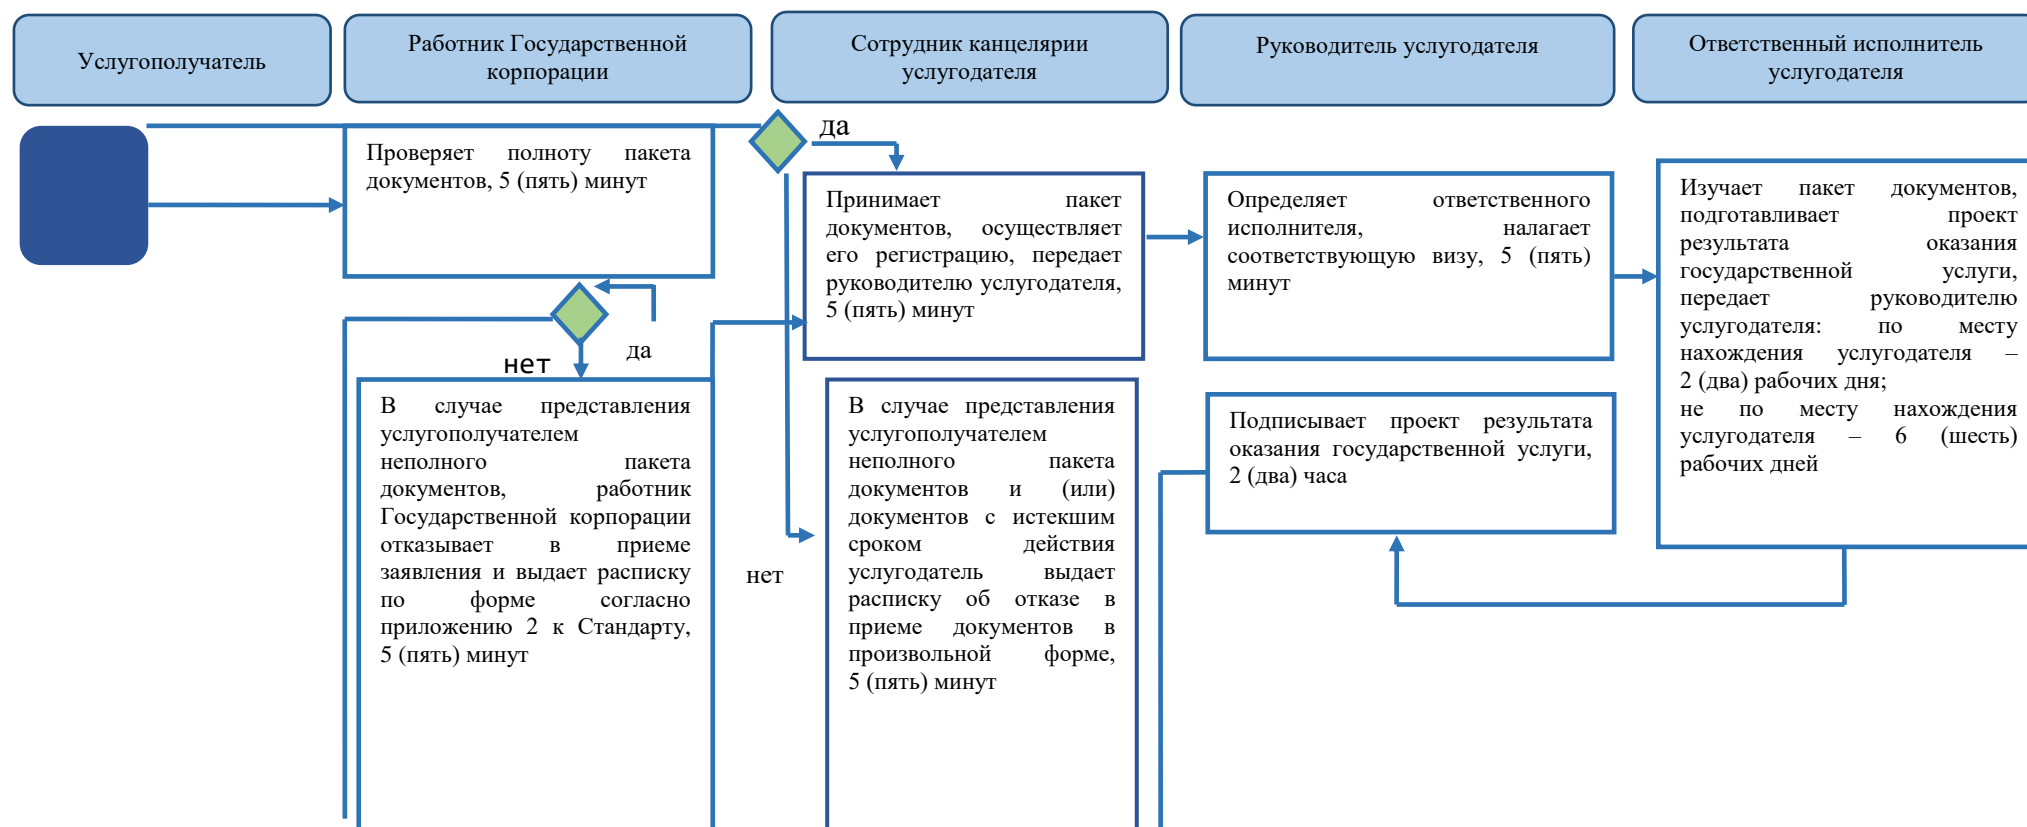 Услугополучатель
Работник Государственной
корпорации
Сотрудник канцелярии
услугодателя
Руководитель услугодателя
Ответственный исполнитель
услугодателя
Проверяет полноту пакета
документов, 5 (пять) минут
да
нет
да
В случае представления
услугополучателем
неполного пакета
документов, работник
Государственной корпорации
отказывает в приеме
заявления и выдает расписку
по форме согласно
приложению 2 к Стандарту,
5 (пять) минут
Принимает пакет
документов, осуществляет
его регистрацию, передает
руководителю услугодателя,
5 (пять) минут
нет
В случае представления
услугополучателем
неполного пакета
документов и (или)
документов с истекшим
сроком действия
услугодатель выдает
расписку об отказе в
приеме документов в
произвольной форме,
5 (пять) минут
Определяет ответственного
исполнителя, налагает
соответствующую визу, 5 (пять)
минут
Подписывает проект результата
оказания государственной услуги,
2 (два) часа
Изучает пакет документов,
подготавливает проект
результата оказания
государственной услуги,
передает руководителю
услугодателя: по месту
нахождения услугодателя –
2 (два) рабочих дня;
не по месту нахождения
услугодателя – 6 (шесть)
рабочих дней